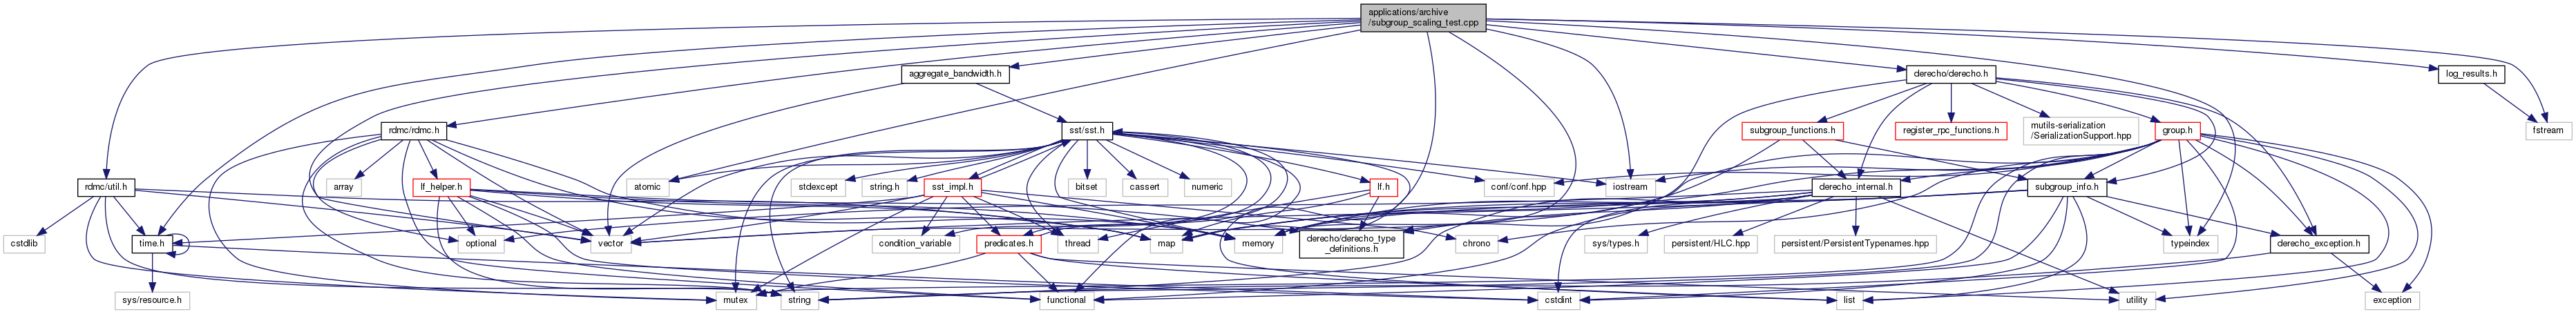 applications/archive
/subgroup_scaling_test.cpp
aggregate_bandwidth.h
derecho/derecho.h
log_results.h
rdmc/rdmc.h
sst/sst.h
subgroup_functions.h
register_rpc_functions.h
mutils-serialization
/SerializationSupport.hpp
group.h
fstream
rdmc/util.h
array
lf_helper.h
atomic
stdexcept
string.h
sst_impl.h
bitset
cassert
numeric
lf.h
conf/conf.hpp
iostream
derecho_internal.h
subgroup_info.h
cstdlib
time.h
optional
vector
condition_variable
predicates.h
thread
map
memory
derecho/derecho_type
_definitions.h
chrono
sys/types.h
persistent/HLC.hpp
persistent/PersistentTypenames.hpp
typeindex
derecho_exception.h
sys/resource.h
mutex
string
functional
cstdint
list
utility
exception